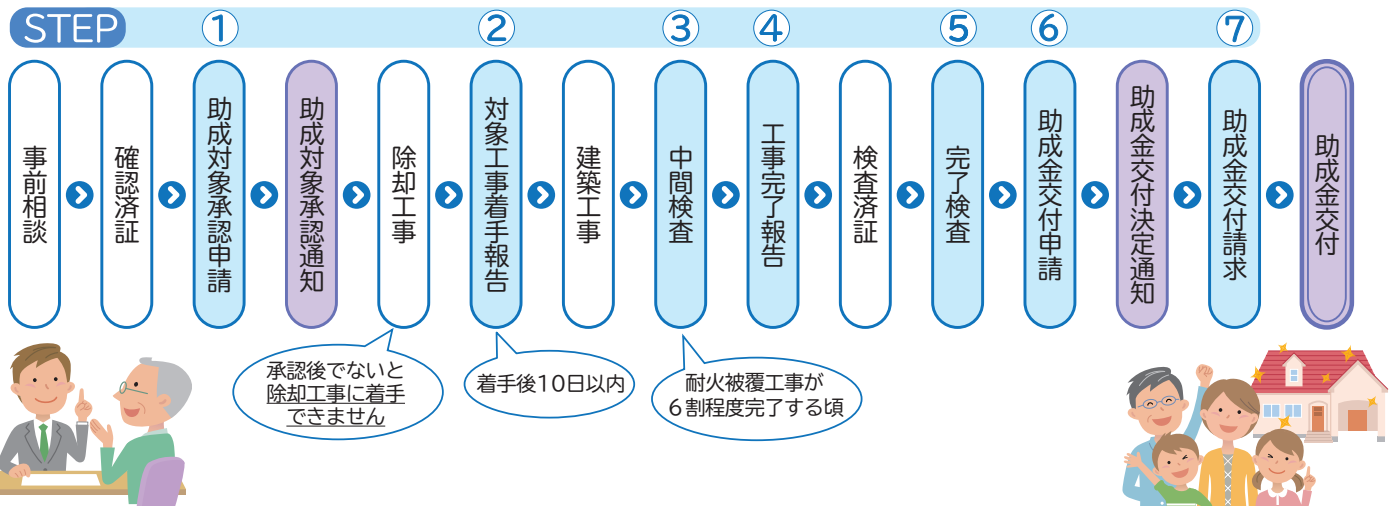 STEP
①
②
③
④
⑤
⑥
⑦
事前相談
確認済証
助成対象承認申請
助成対象承認通知
除却工事
対象工事着手報告
建築工事
中間検査
工事完了報告
検査済証
完了検査
助成金交付申請
助成金交付決定通知
助成金交付請求
助成金交付
承認後でないと
除却工事に着手
できません
着手後10日以内
耐火被覆工事が
６割程度完了する頃